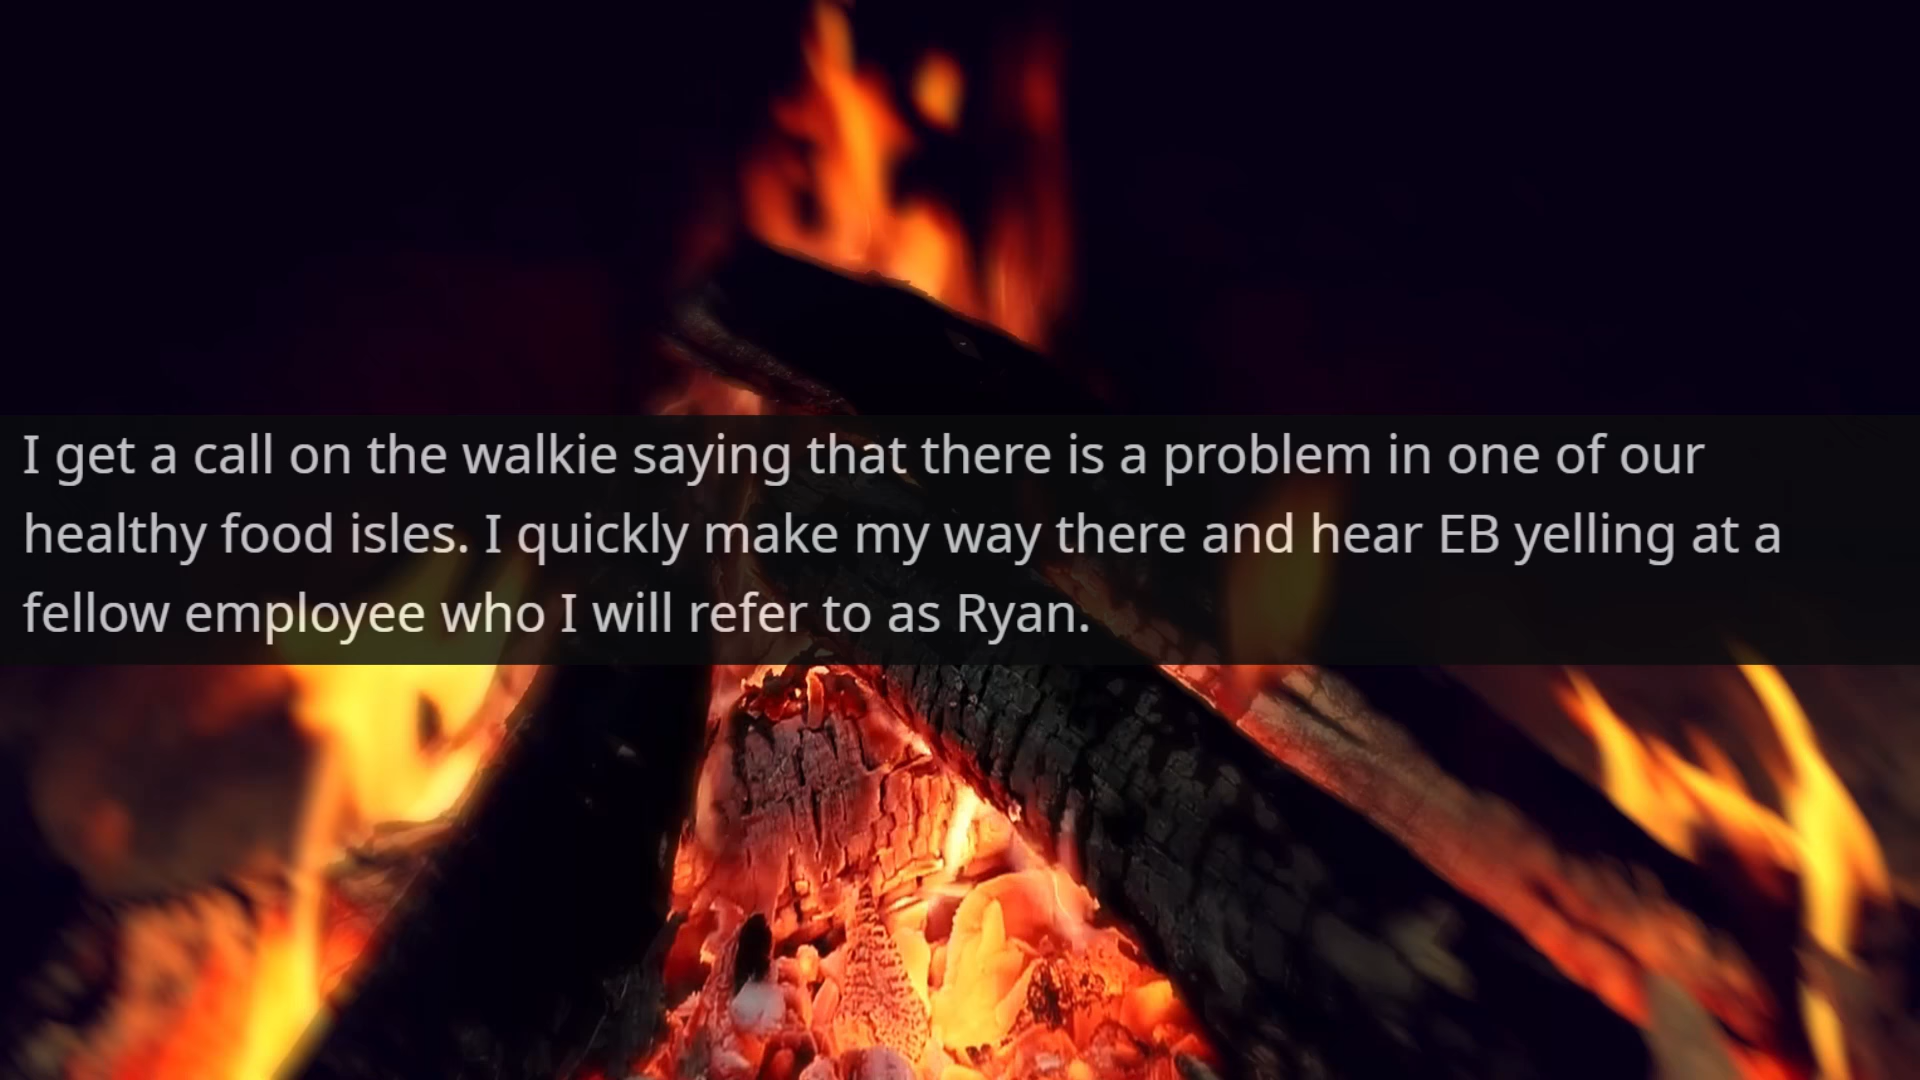 I get a call on the walkie saying that there is a problem in one of our
healthy food isles. I quickly make my way there and hear EB yelling at a
fellow employee who I will refer to as Ryan.